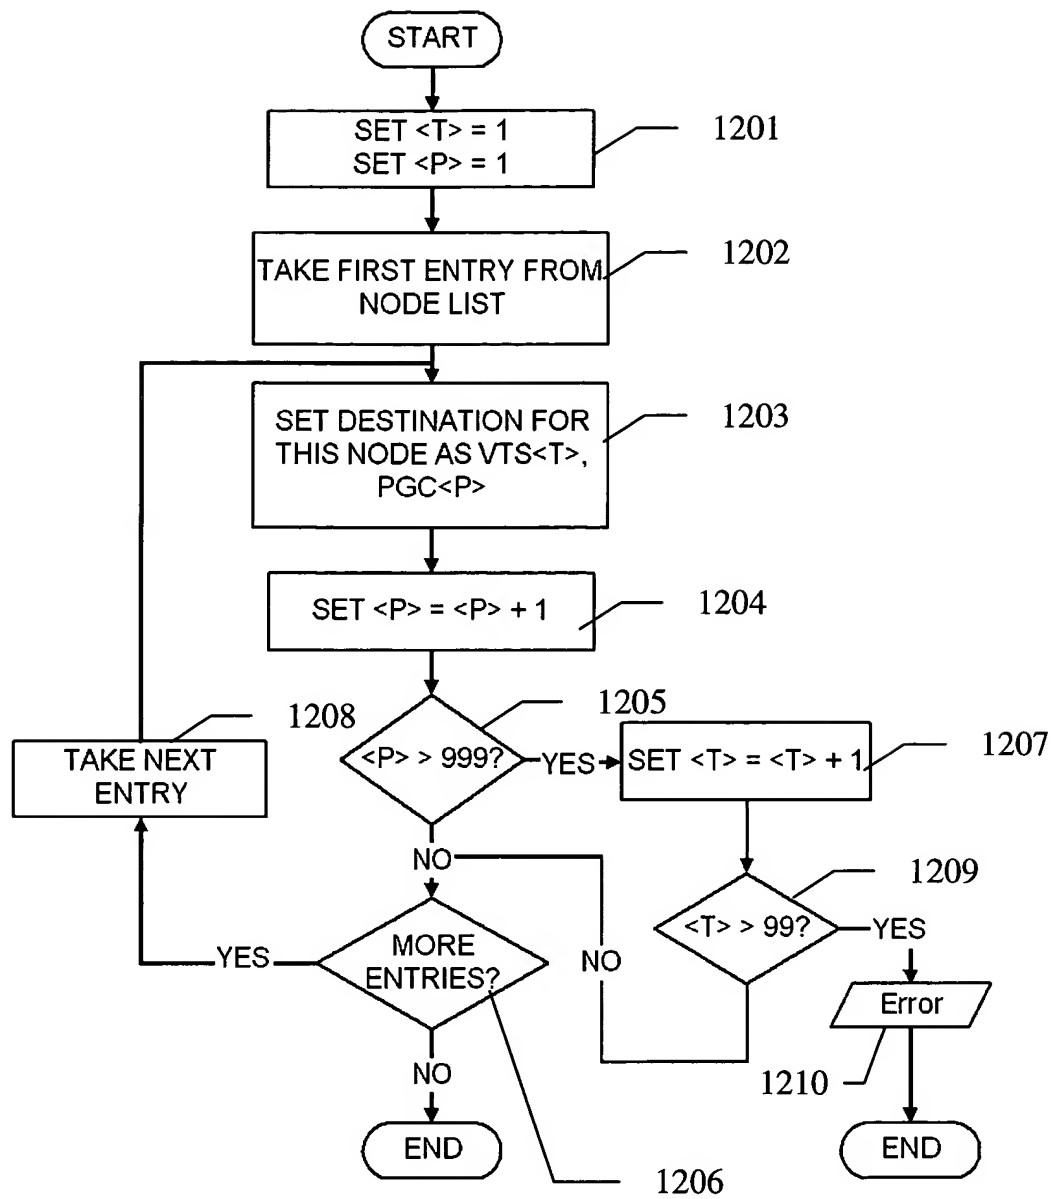 START
SET <T> = 1
SET <P> = 1
1201
TAKE FIRST ENTRY FROM
NODE LIST
1202
SET DESTINATION FOR
THIS NODE AS VTS<T>,
PGC<P>
1203
SET <P> = <P> + 1
1204
<P> > 999?
1205
YES
SET <T> = <T> + 1
1207
1208
TAKE NEXT
ENTRY
NO
<T> > 99?
1209
YES
NO
MORE
ENTRIES?
YES
Error
1210
NO
END
END
1206